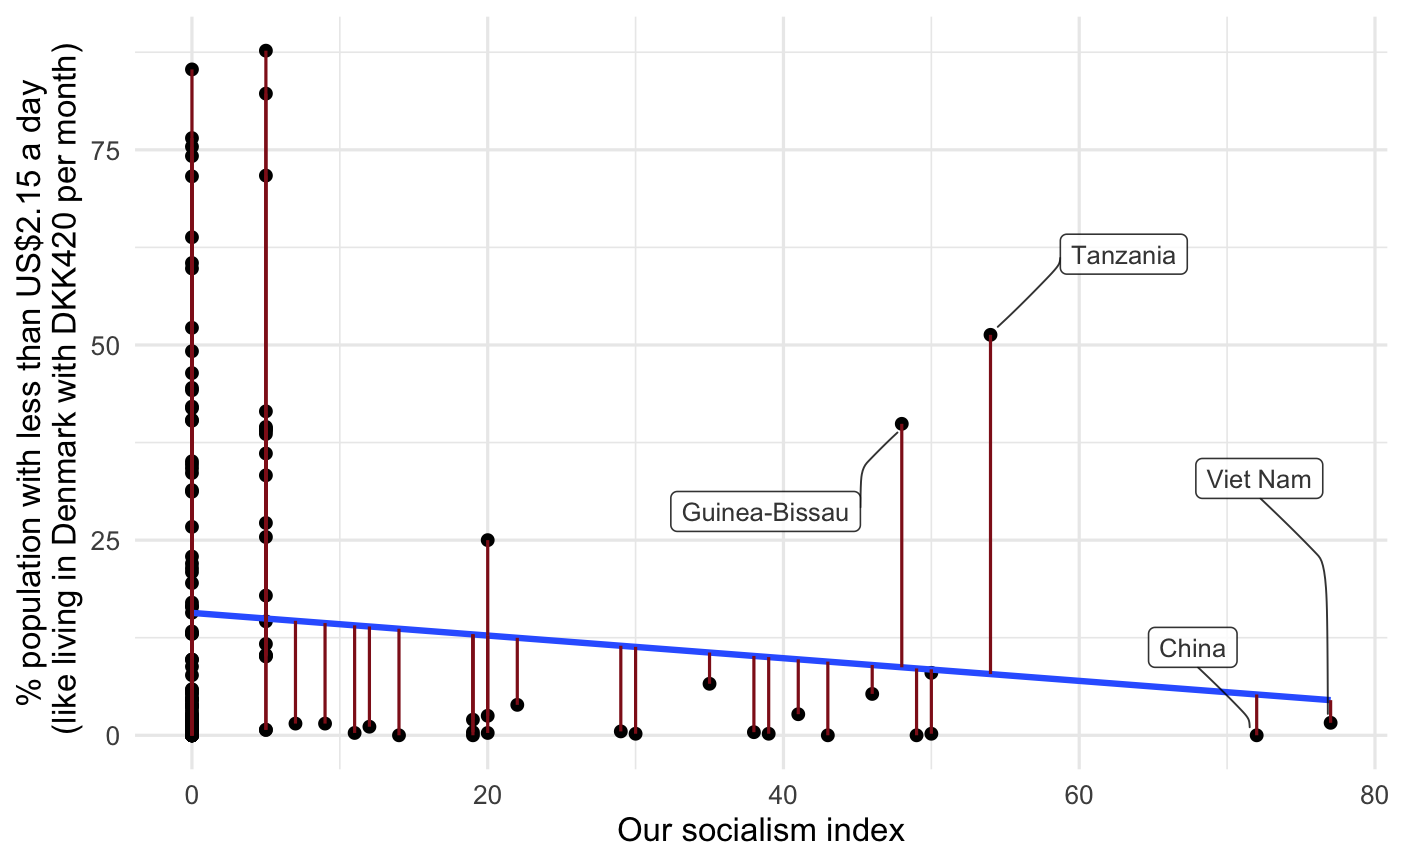 % population with less than US$2.15 a day
(like living in Denmark with DKK420 per month)
75
50
25
0
Tanzania
Guinea-Bissau
Viet Nam
China
0
20
40
60
80
Our socialism index